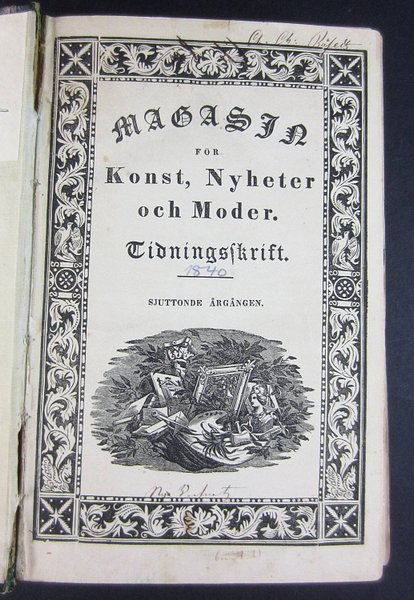 MAGASIN
FÖR
Konst, Nyheter
och Moder.
Tidningsskrift.
1840
SJUTTONDE ÅRGÅNGEN.